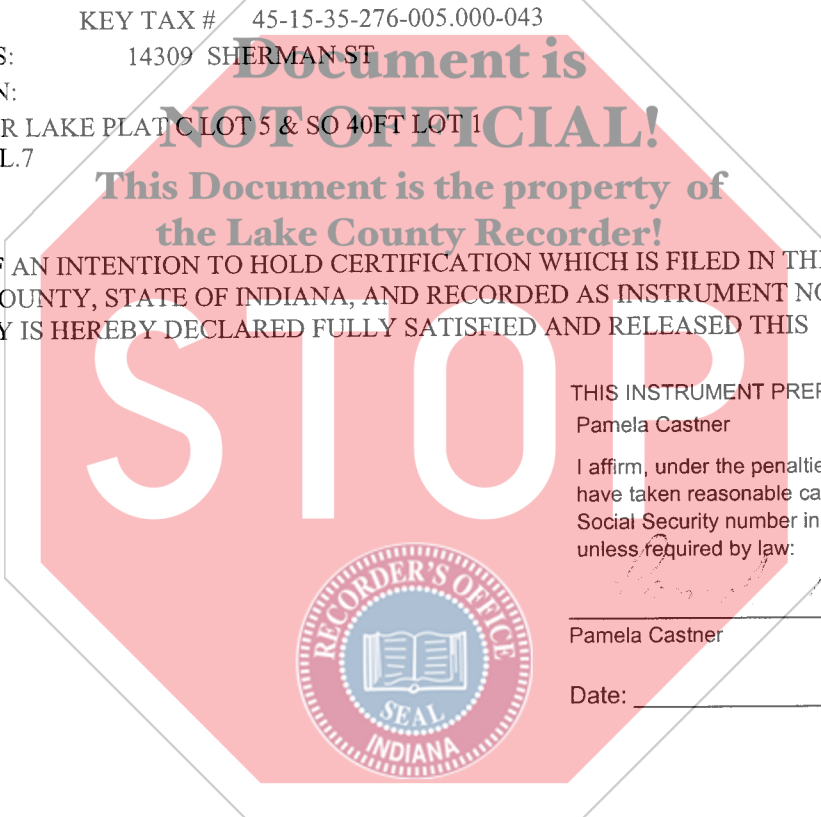 KEY TAX # 45-15-35-276-005.000-043
S: 14309 SHERMAN ST
N:
R LAKE PLAT C LOT 5 & SO 40FT LOT 1
L.7
Document is
NOT OFFICIAL!
This Document is the property of
the Lake County Recorder!
F AN INTENTION TO HOLD CERTIFICATION WHICH IS FILED IN THE
OUNTY, STATE OF INDIANA, AND RECORDED AS INSTRUMENT NO
Y IS HEREBY DECLARED FULLY SATISFIED AND RELEASED THIS
STOP
THIS INSTRUMENT PREP
Pamela Castner
I affirm, under the penaltie
have taken reasonable ca
Social Security number in
unless required by law:
Pamela Castner
Date:
RECORDER'S OFFICE
SEAL
INDIANA